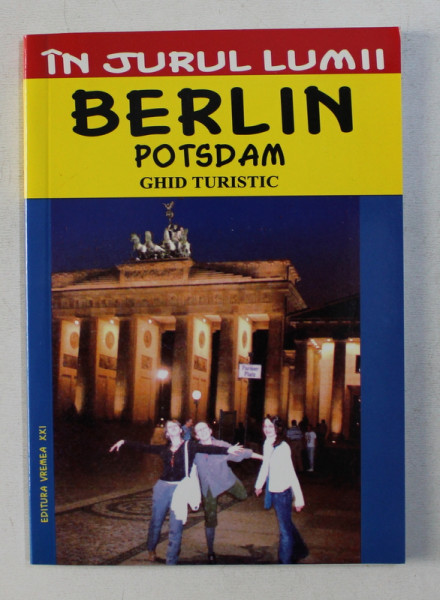 ÎN JURUL LUMII
BERLIN
POTSDAM
GHID TURISTIC
Pariser
Platz
EDITURA VREMEA XXI